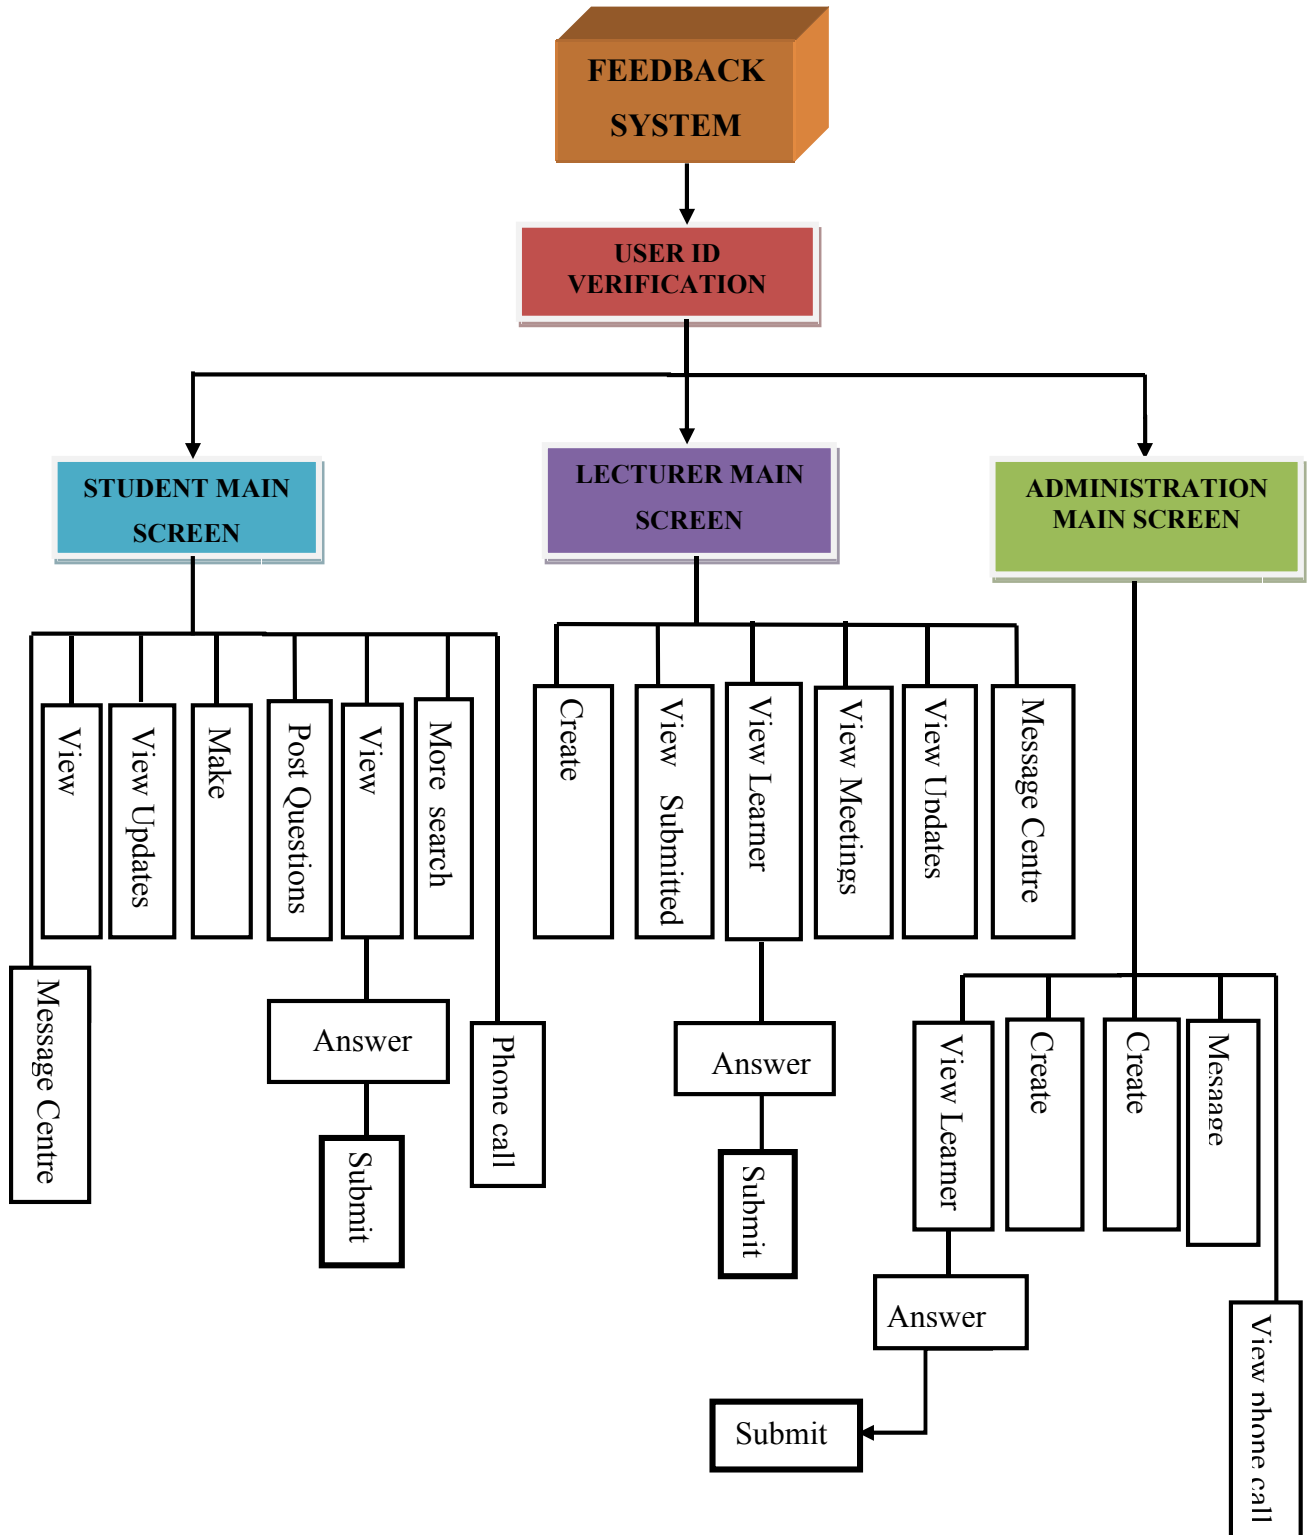 FEEDBACK
SYSTEM
USER ID
VERIFICATION
STUDENT MAIN
SCREEN
LECTURER MAIN
SCREEN
ADMINISTRATION
MAIN SCREEN
Message Centre
View
View Updates
Make
Post Questions
View
More search
Phone call
Answer
Submit
Create
View Submitted
View Learner
View Meetings
View Updates
Message Centre
Answer
Submit
View Learner
Create
Create
Mesaage
View phone call
Answer
Submit